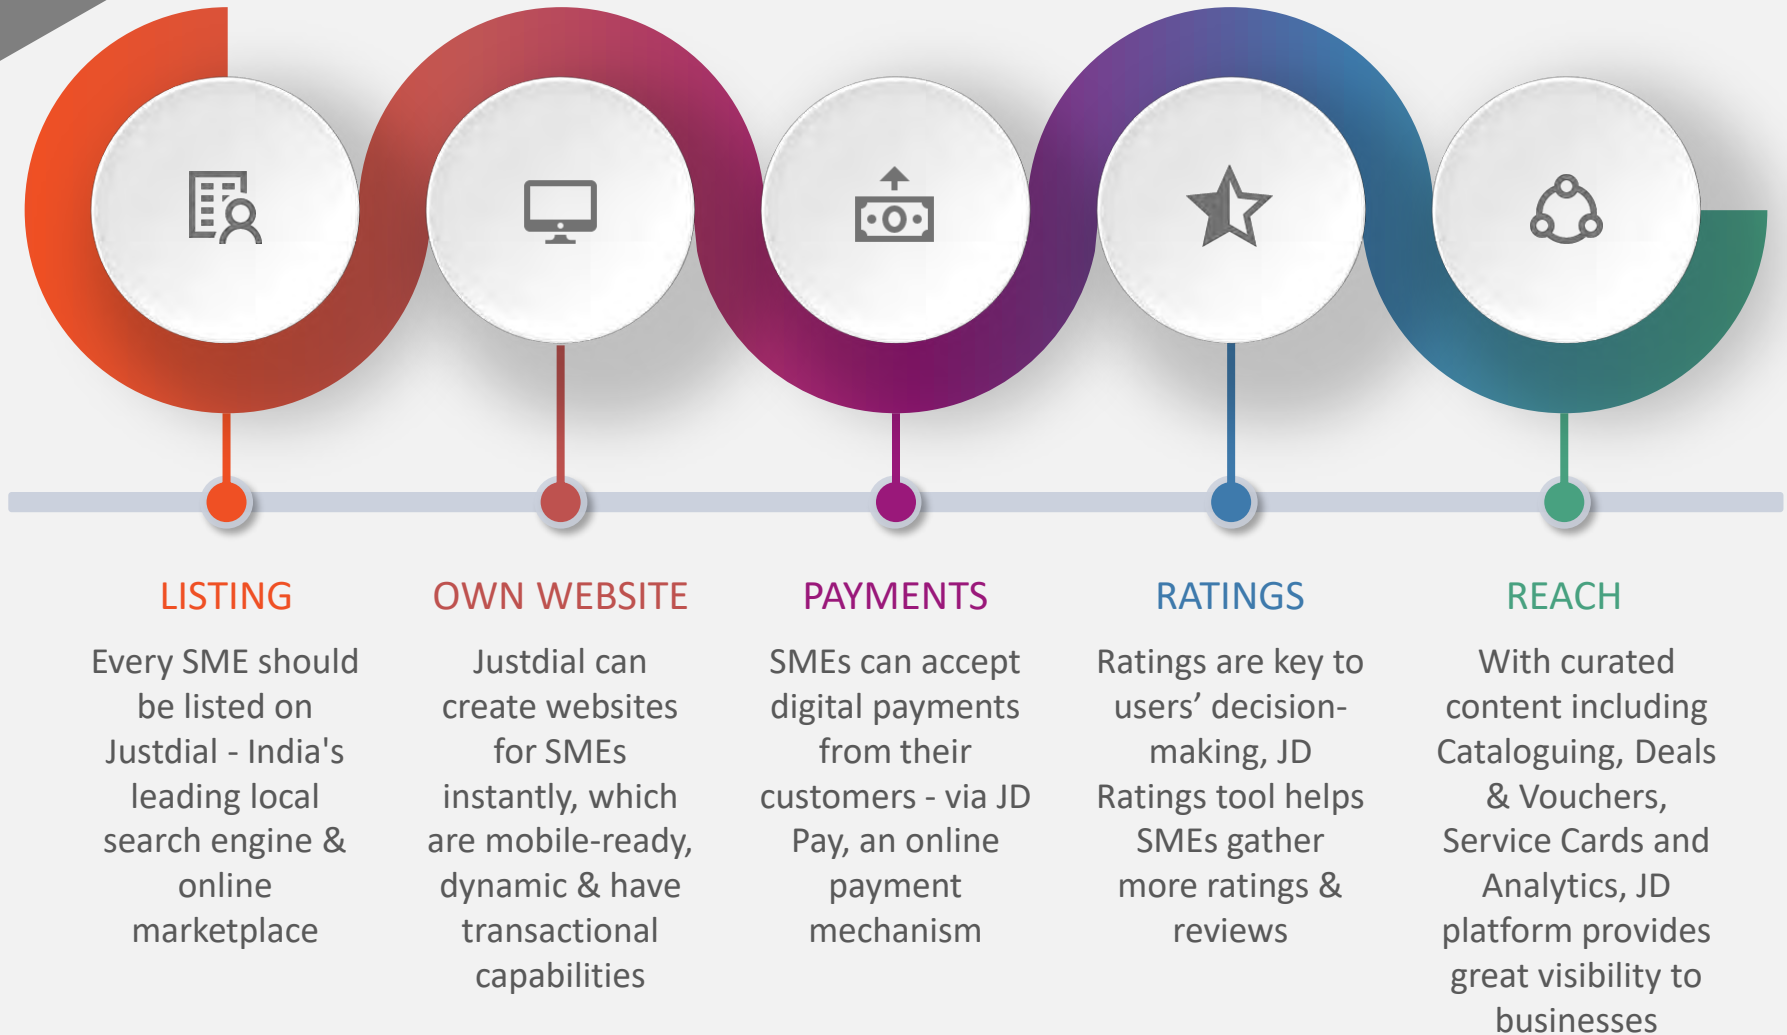 LISTING
Every SME should
be listed on
Justdial - India's
leading local
search engine &
online
marketplace
OWN WEBSITE
Justdial can
create websites
for SMEs
instantly, which
are mobile-ready,
dynamic & have
transactional
capabilities
PAYMENTS
SMEs can accept
digital payments
from their
customers - via JD
Pay, an online
payment
mechanism
RATINGS
Ratings are key to
users’ decision-
making, JD
Ratings tool helps
SMEs gather
more ratings &
reviews
REACH
With curated
content including
Cataloguing, Deals
& Vouchers,
Service Cards and
Analytics, JD
platform provides
great visibility to
businesses